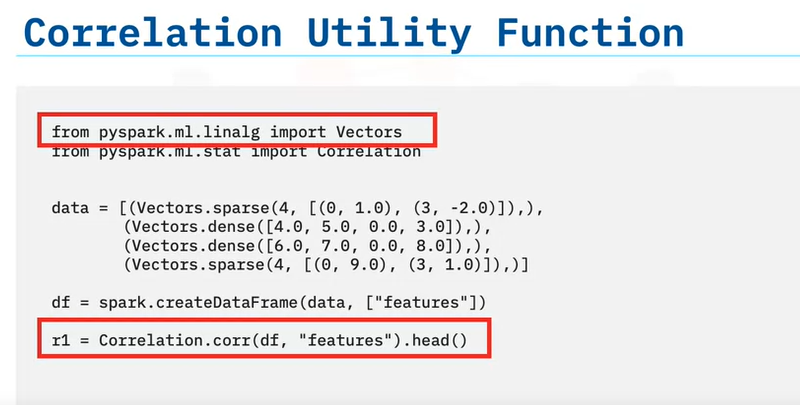 Correlation Utility Function
from pyspark.ml.linalg import Vectors
from pyspark.ml.stat import Correlation
data = [(Vectors.sparse(4, [(0, 1.0), (3, -2.0)]),),
(Vectors.dense([4.0, 5.0, 0.0, 3.0]),),
(Vectors.dense([6.0, 7.0, 0.0, 8.0]),),
(Vectors.sparse(4, [(0, 9.0), (3, 1.0)]),)]
df = spark.createDataFrame(data, ["features"])
r1 = Correlation.corr(df, "features").head()